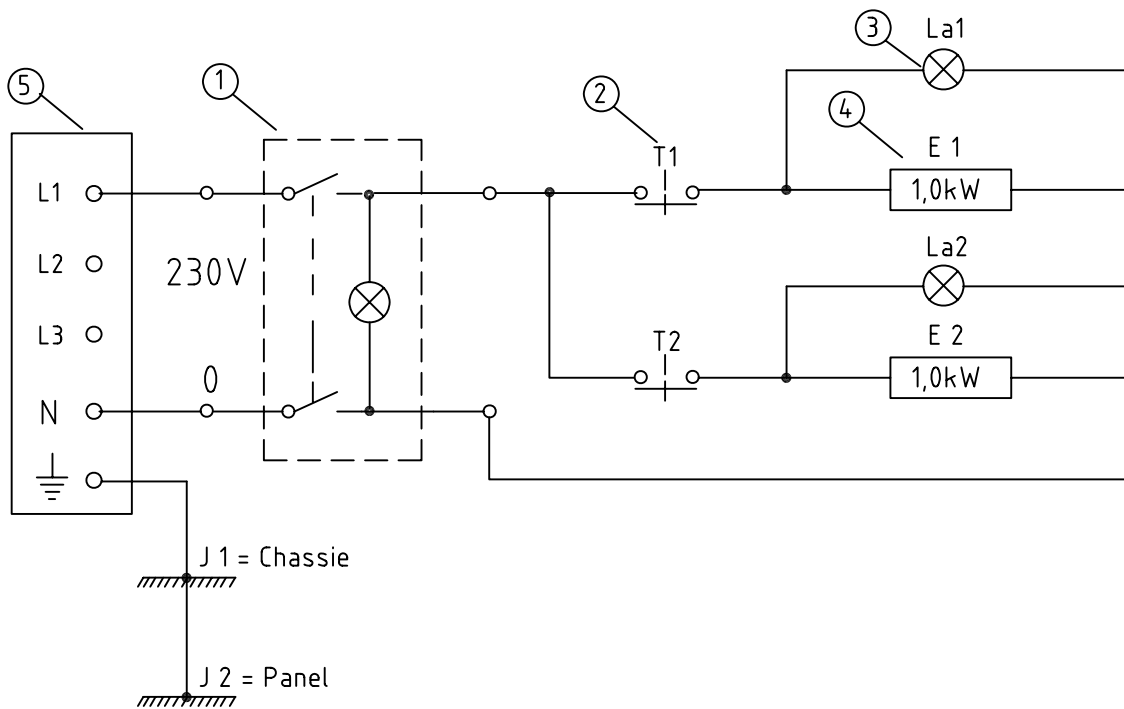 3
La1
5
1
2
4
T1
E 1
L1
1,0kW
La2
L2
230V
L3
T2
E 2
0
1,0kW
N
J 1 = Chassie
J 2 = Panel